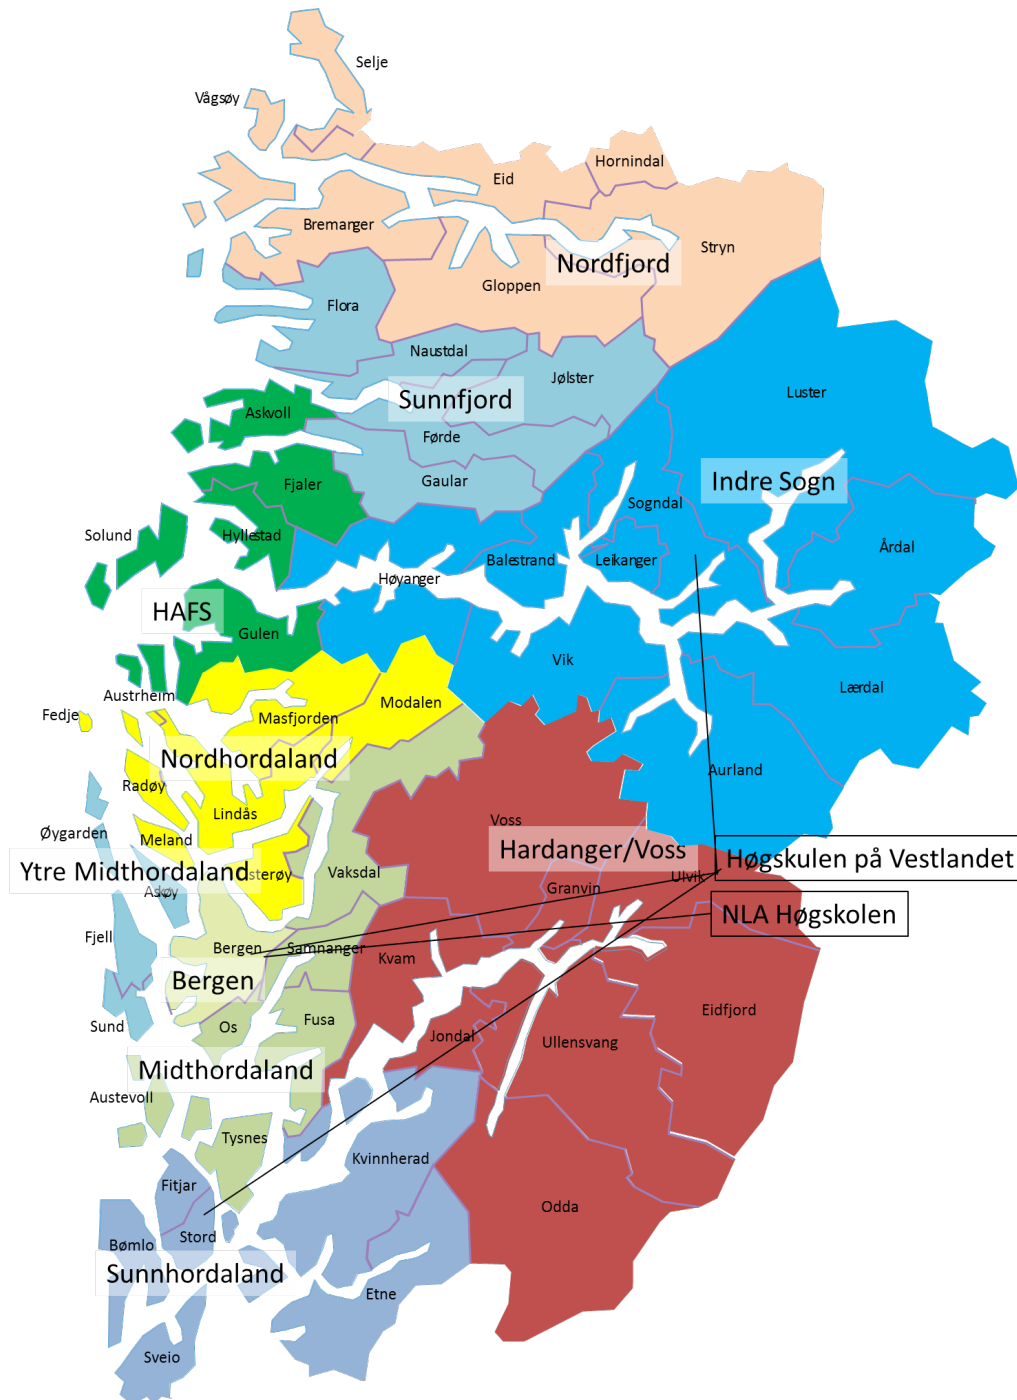 Selje
Vågsøy
Hornindal
Eid
Bremanger
Stryn
Nordfjord
Gloppen
Flora
Naustdal
Jølster
Luster
Sunnfjord
Askvoll
Førde
Gaular
Indre Sogn
Fjaler
Sogndal
Solund
Hyllestad
Årdal
Balestrand
Leikanger
Høyanger
HAFS
Gulen
Vik
Lærdal
Austrheim
Modalen
Fedje
Masfjorden
Nordhordaland
Aurland
Radøy
Lindås
Voss
Øygarden
Meland
Hardanger/Voss
Høgskulen på Vestlandet
Ytre Midthordaland
sterøy
Vaksdal
Ulvik
Askøy
Granvin
NLA Høgskolen
Fjell
Bergen
Samnanger
Kvam
Bergen
Eidfjord
Sund
Os
Fusa
Jondal
Ullensvang
Midthordaland
Austevoll
Tysnes
Kvinnherad
Fitjar
Odda
Stord
Bømlo
Sunnhordaland
Etne
Sveio